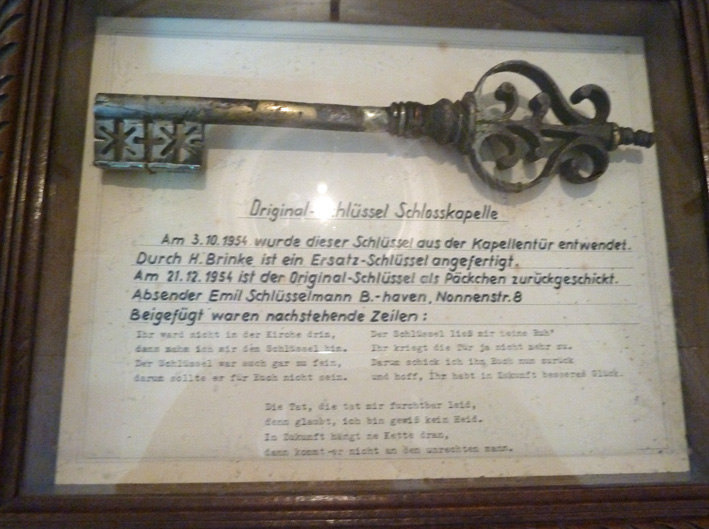 Original-Schlüssel Schlosskapelle
Am 3.10.1954 wurde dieser Schlüssel aus der Kapellentür entwendet.
Durch H. Brinke ist ein Ersatz-Schlüssel angefertigt.
Am 21.12.1954 ist der Original-Schlüssel als Päckchen zurückgeschickt.
Absender Emil Schlüsselmann B.-haven, Nonnenstr. 8
Beigefügt waren nachstehende Zeilen:
Ihr ward nicht in der Kirche drin,
dann nahm ich mir den Schlüssel hin.
Der Schlüssel war auch gar zu fein,
darum sollte er für Euch nicht sein.
Der Schlüssel ließ mir keine Ruh'
Ihr kriegt die Tür ja nicht mehr zu.
Darum schick ich ihn Euch nun zurück
und hoff, Ihr habt in Zukunft besseres Glück.
Die Tat, die tat mir furchtbar leid,
denn glaubt, ich bin gewiß kein Heid.
In Zukunft hängt ne Kette dran,
dann kommt er nicht an den unrechten mann.